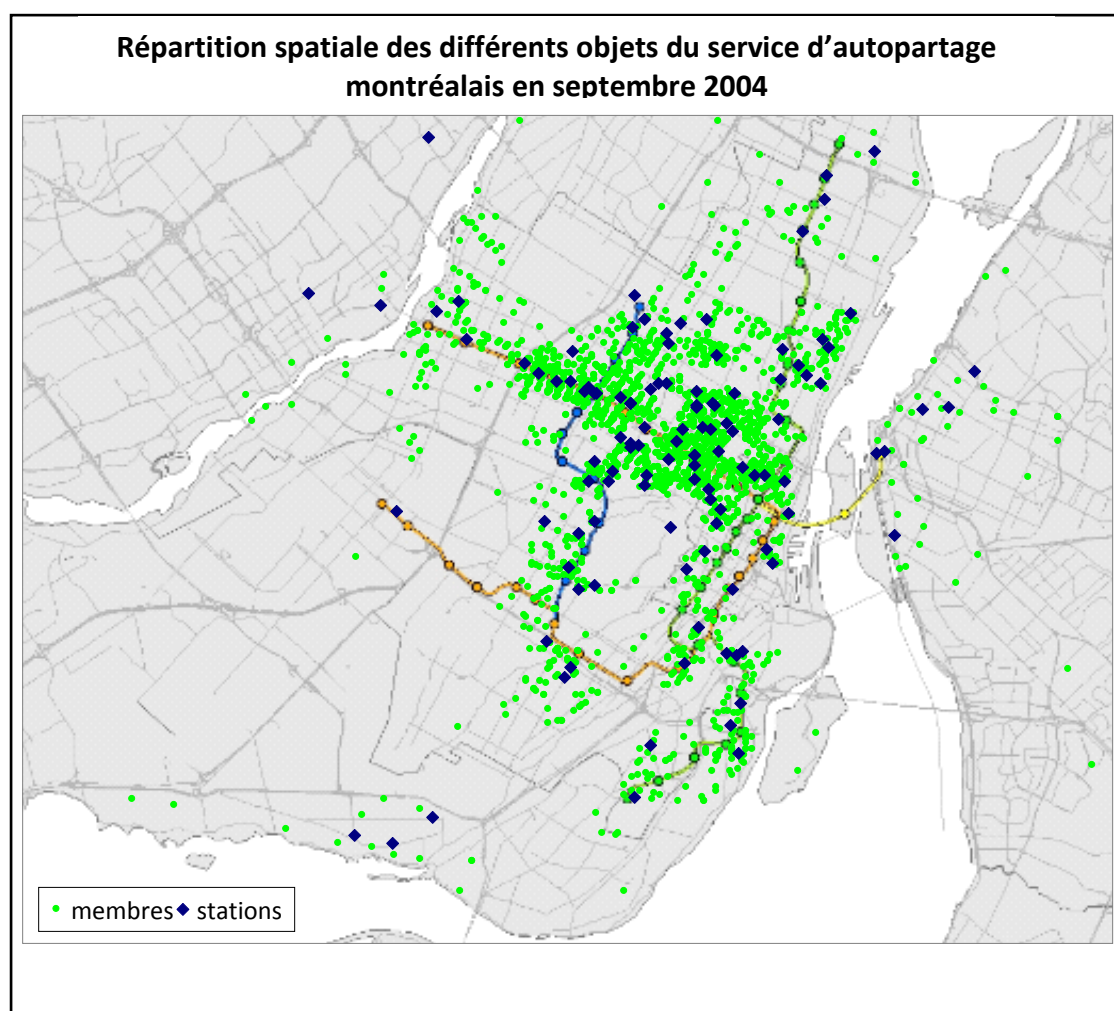 Répartition spatiale des différents objets du service d’autopartage
montréalais en septembre 2004
membres stations